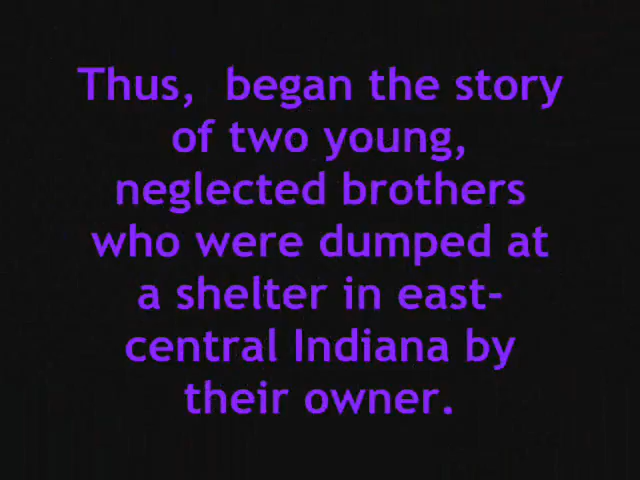 Thus,  began the story
of two young,
neglected brothers
who were dumped at
a shelter in east-
central Indiana by
their owner.